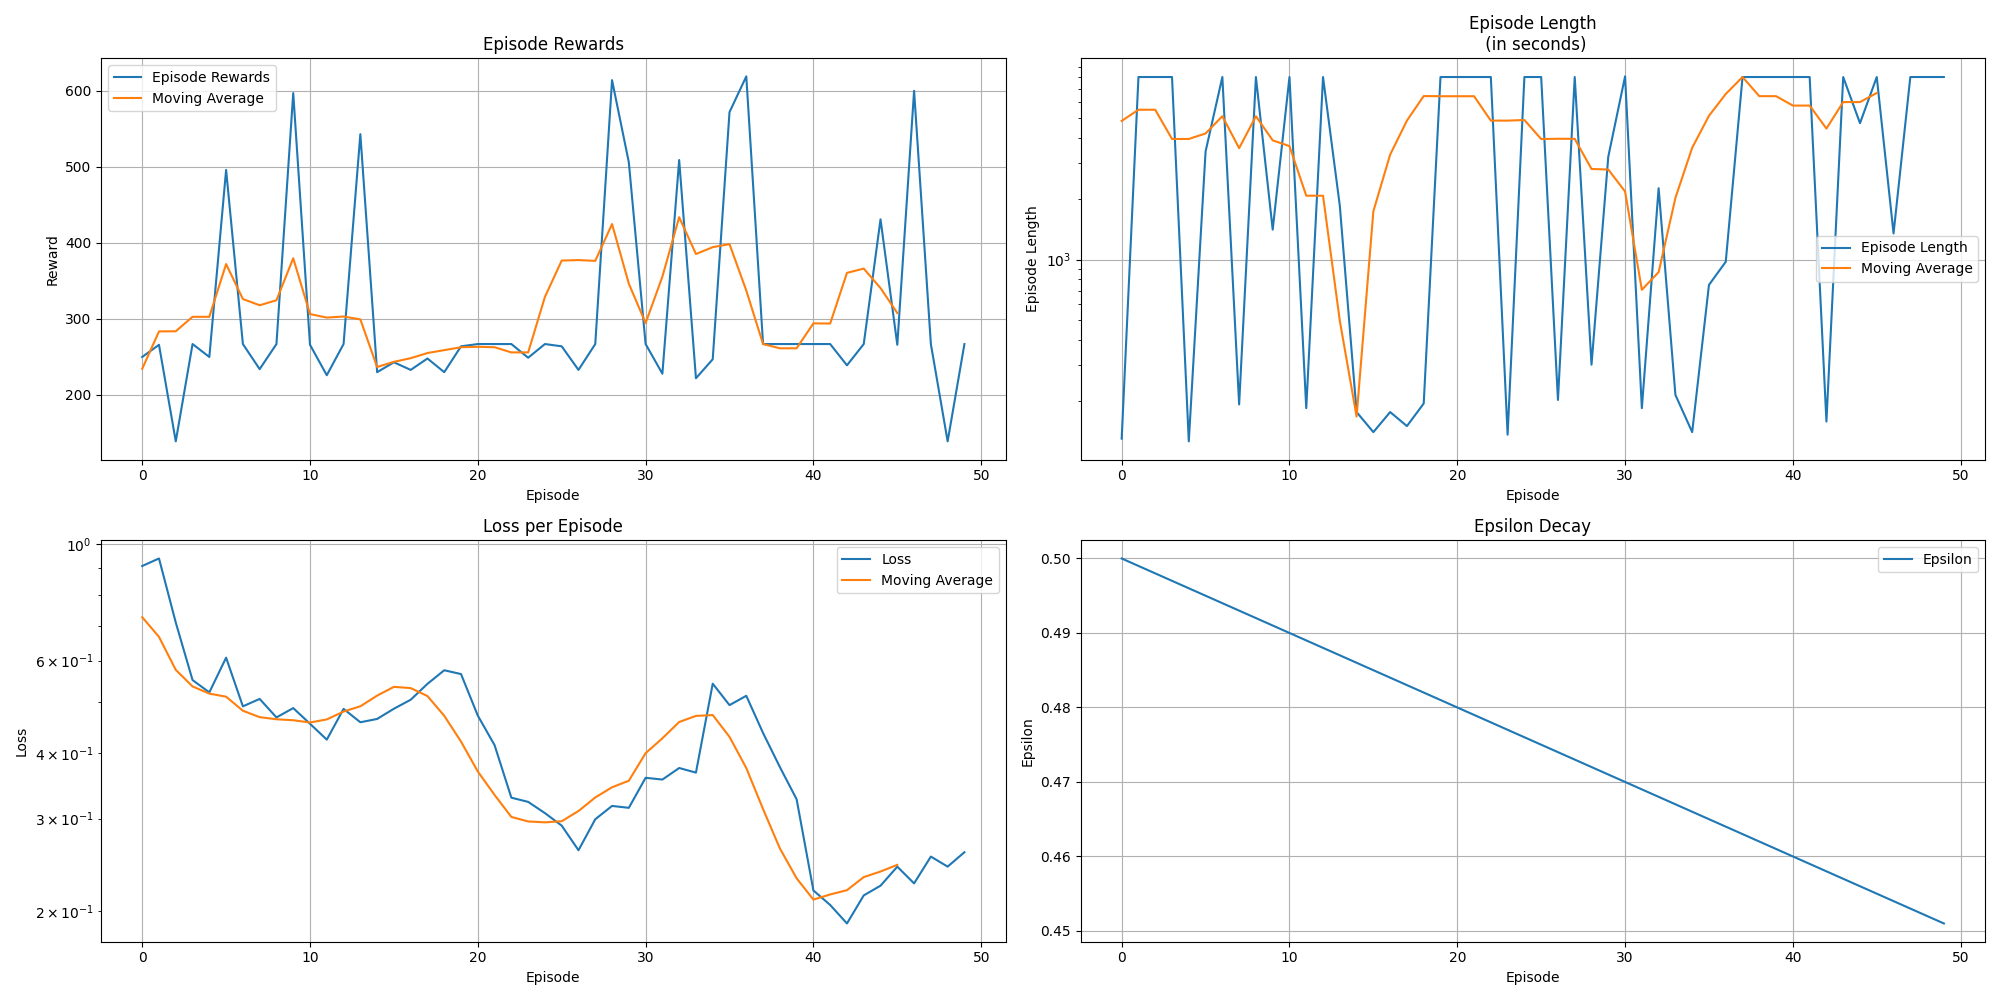 Episode Rewards
Episode Rewards
Moving Average
600
500
400
300
200
Reward
0
10
20
30
40
50
Episode
Episode Length
(in seconds)
Episode Length
Moving Average
10³
Episode Length
0
10
20
30
40
50
Episode
Loss per Episode
Loss
Moving Average
10⁰
6 × 10⁻¹
4 × 10⁻¹
3 × 10⁻¹
2 × 10⁻¹
Loss
0
10
20
30
40
50
Episode
Epsilon Decay
Epsilon
0.50
0.49
0.48
0.47
0.46
0.45
Epsilon
0
10
20
30
40
50
Episode